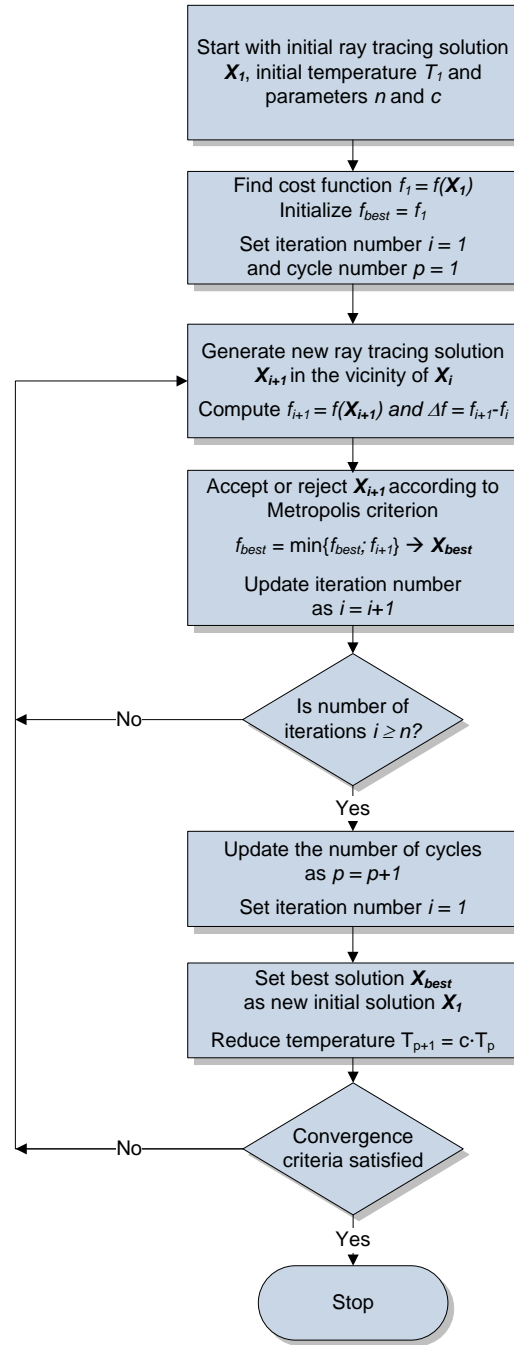 Start with initial ray tracing solution
X1, initial temperature T1 and
parameters n and c
Find cost function f1 = f(X1)
Initialize fbest = f1
Set iteration number i = 1
and cycle number p = 1
Generate new ray tracing solution
Xi+1 in the vicinity of Xi
Compute fi+1 = f(Xi+1) and Δf = fi+1-fi
Accept or reject Xi+1 according to
Metropolis criterion
fbest = min{fbest; fi+1} → Xbest
Update iteration number
as i = i+1
Is number of
iterations i ≥ n?
No
Yes
Update the number of cycles
as p = p+1
Set iteration number i = 1
Set best solution Xbest
as new initial solution X1
Reduce temperature Tp+1 = c·Tp
Convergence
criteria satisfied
No
Yes
Stop